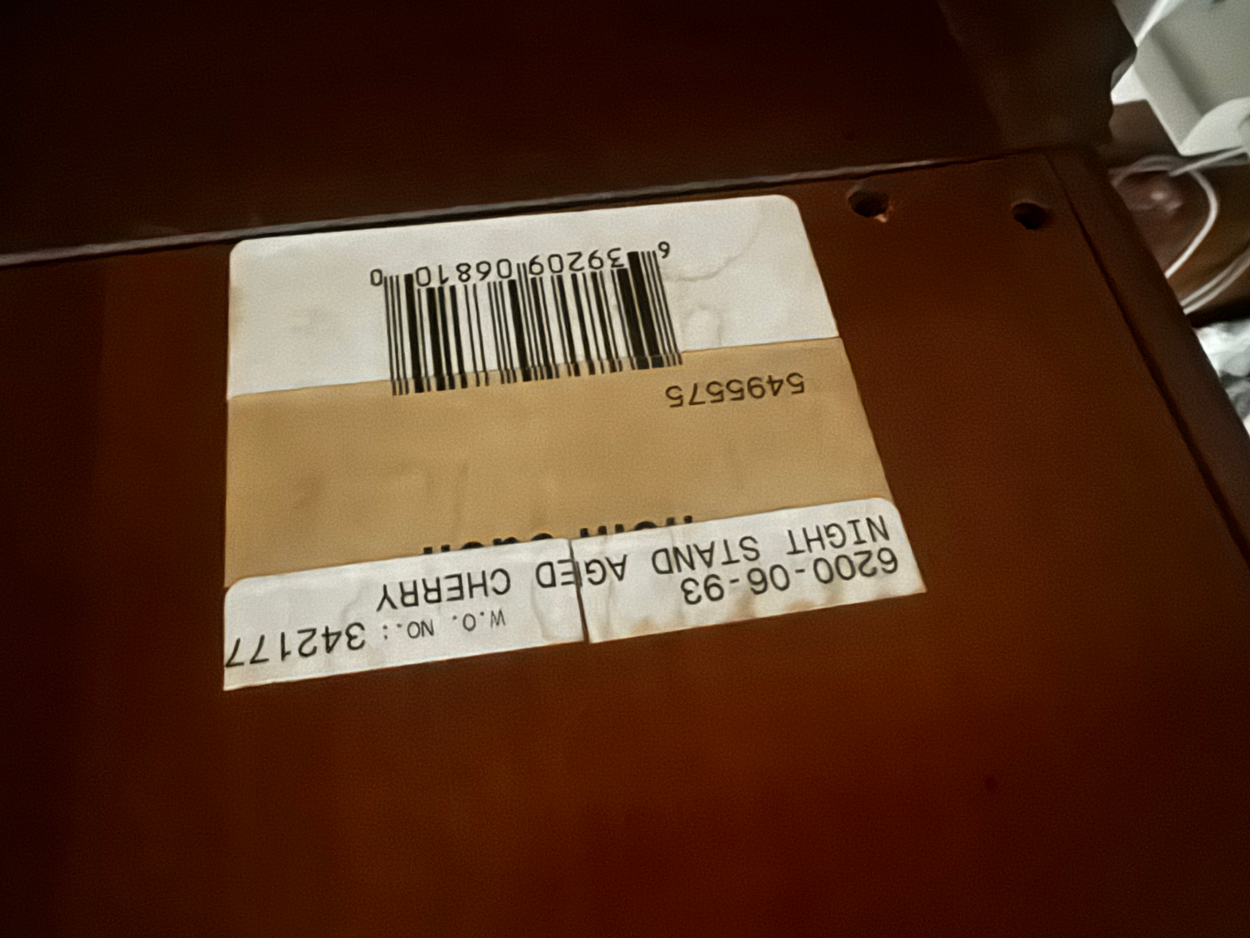 6200-06-93
NIGHT STAND AGED CHERRY
W.O. NO.: 342177
5495575
6 39209 06810 0